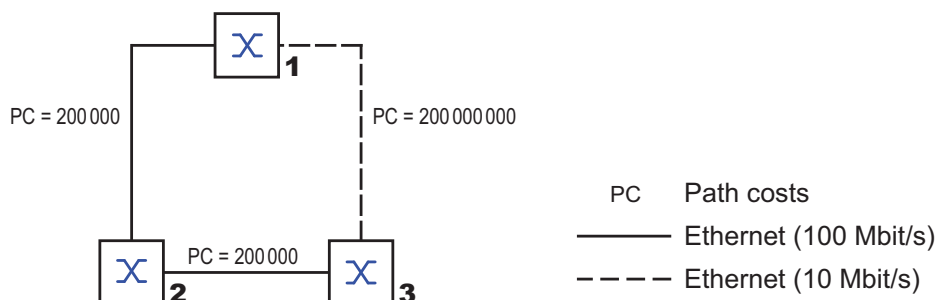 1
PC = 200 000
PC = 200 000 000
PC Path costs
Ethernet (100 Mbit/s)
PC = 200 000
2
3
Ethernet (10 Mbit/s)